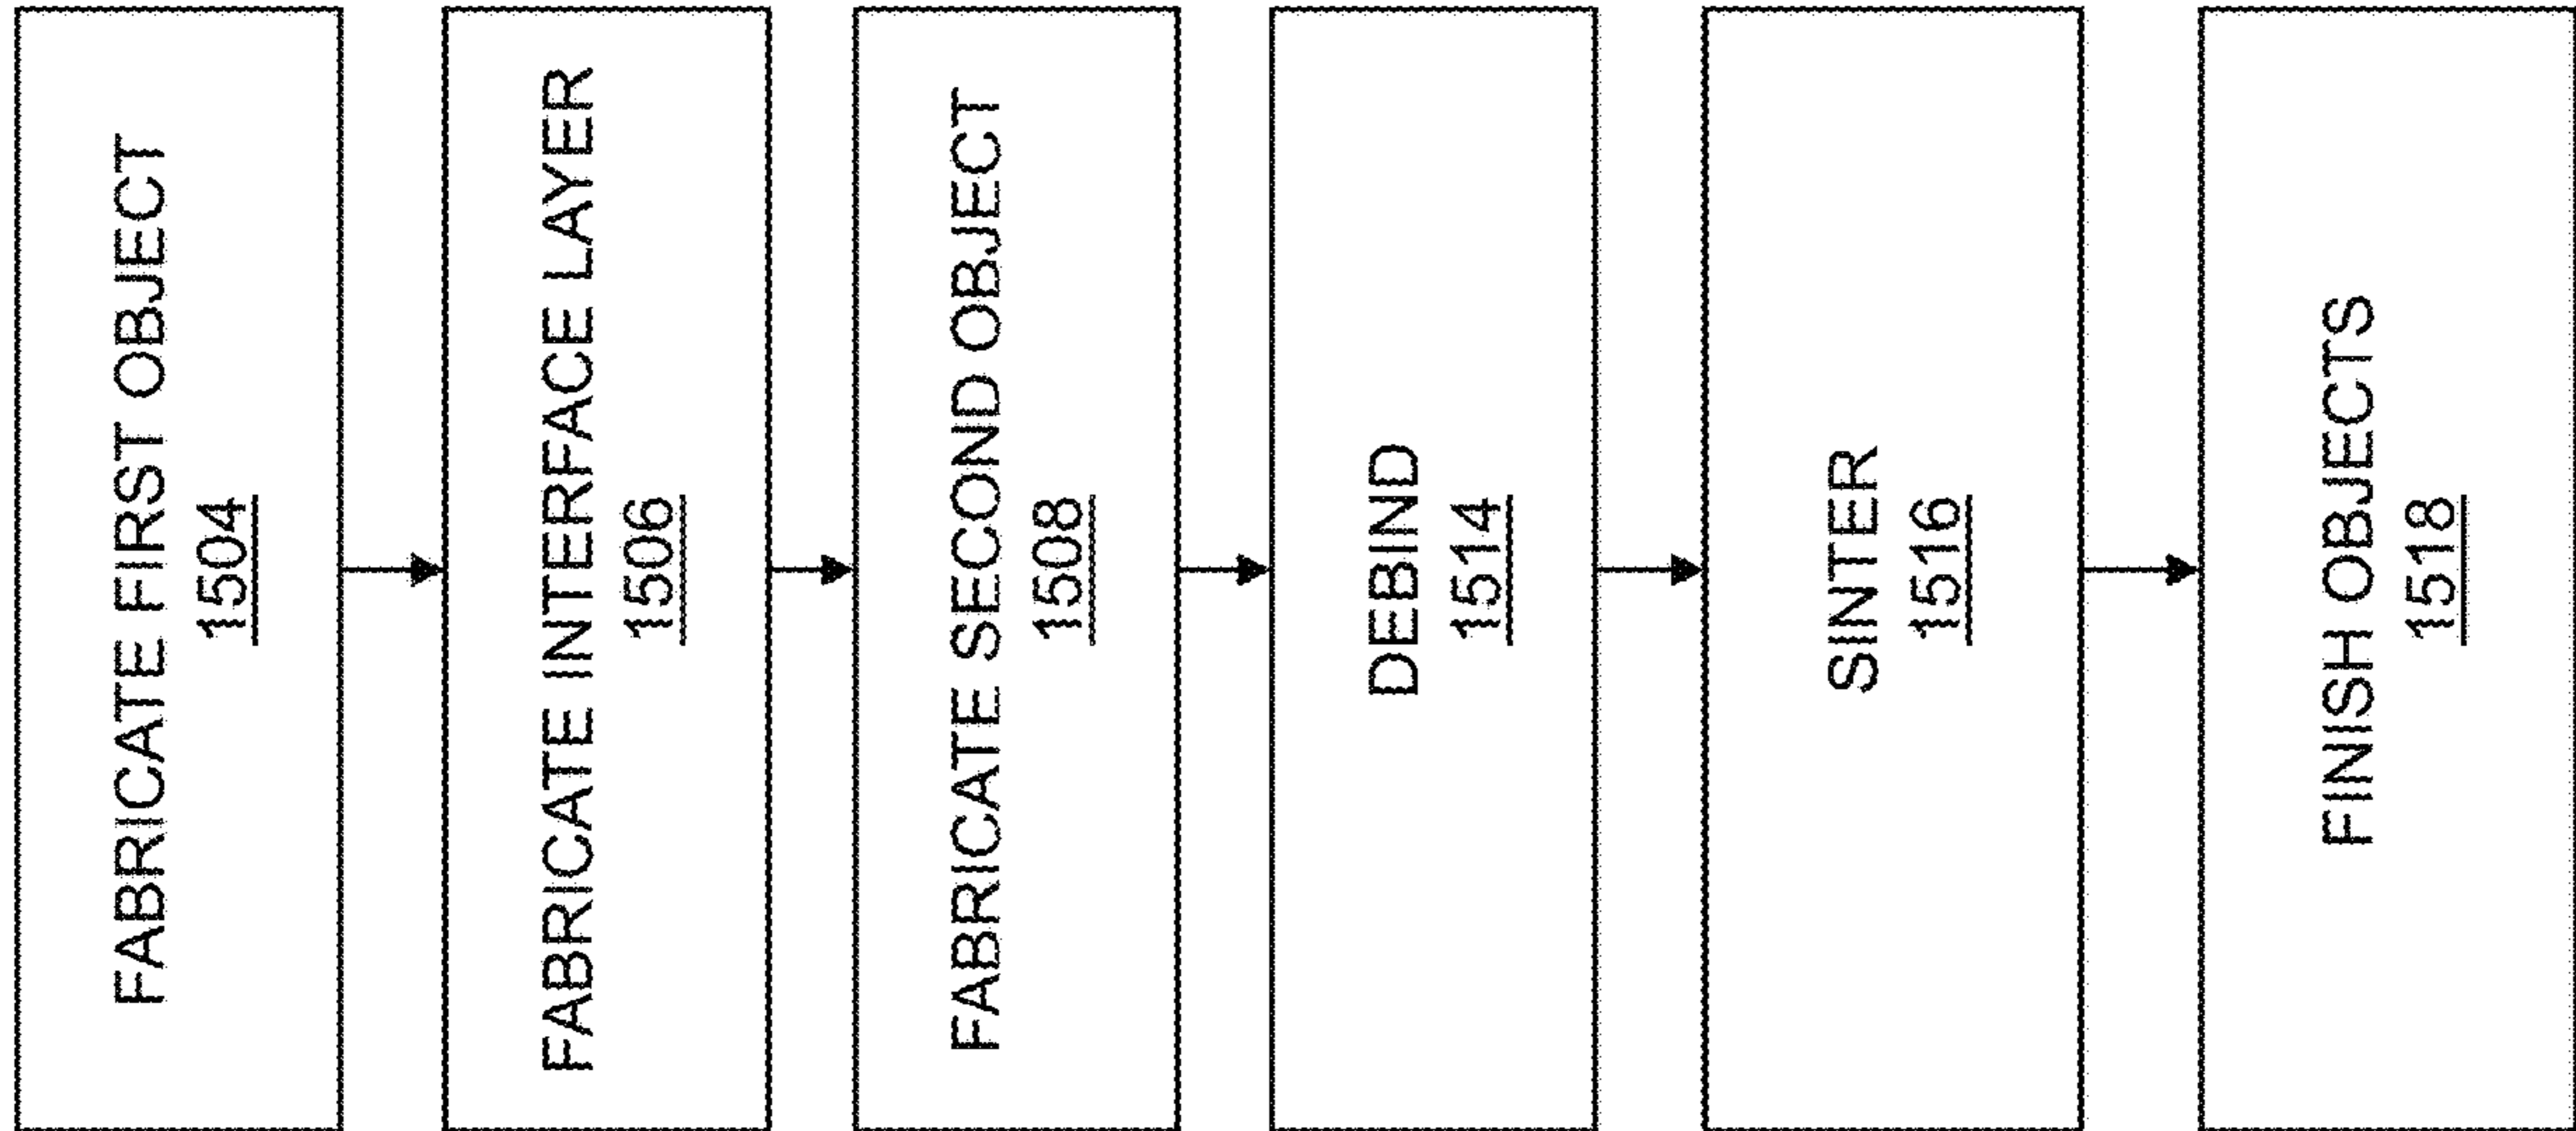 FABRICATE FIRST OBJECT
1504
FABRICATE INTERFACE LAYER
1506
FABRICATE SECOND OBJECT
1508
DEBIND
1514
SINTER
1516
FINISH OBJECTS
1518